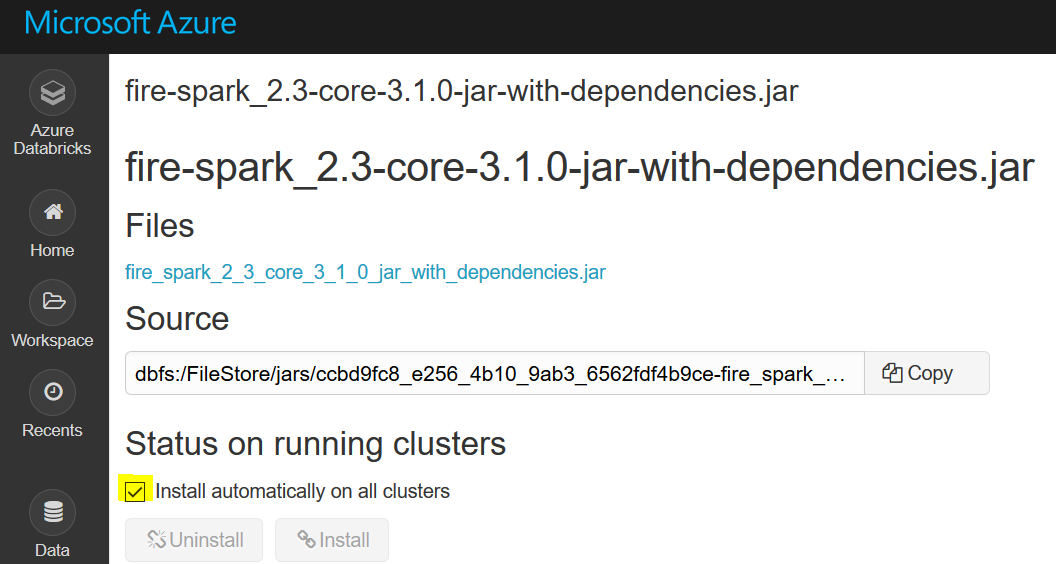 Microsoft Azure
Azure
Databricks
Home
Workspace
Recents
Data
fire-spark_2.3-core-3.1.0-jar-with-dependencies.jar
fire-spark_2.3-core-3.1.0-jar-with-dependencies.jar
Files
fire_spark_2_3_core_3_1_0_jar_with_dependencies.jar
Source
dbfs:/FileStore/jars/ccbd9fc8_e256_4b10_9ab3_6562fdf4b9ce-fire_spark_… Copy
Status on running clusters
Install automatically on all clusters
Uninstall Install